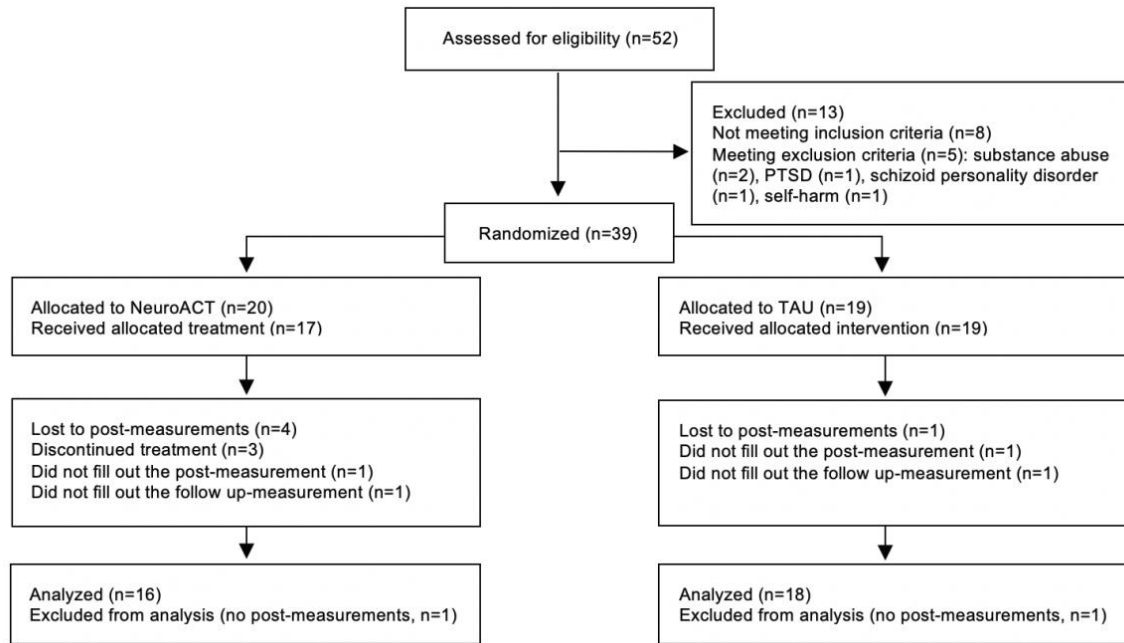 Assessed for eligibility (n=52)
Excluded (n=13)
Not meeting inclusion criteria (n=8)
Meeting exclusion criteria (n=5): substance abuse
(n=2), PTSD (n=1), schizoid personality disorder
(n=1), self-harm (n=1)
Randomized (n=39)
Allocated to NeuroACT (n=20)
Received allocated treatment (n=17)
Allocated to TAU (n=19)
Received allocated intervention (n=19)
Lost to post-measurements (n=4)
Discontinued treatment (n=3)
Did not fill out the post-measurement (n=1)
Did not fill out the follow up-measurement (n=1)
Lost to post-measurements (n=1)
Did not fill out the post-measurement (n=1)
Did not fill out the follow up-measurement (n=1)
Analyzed (n=16)
Excluded from analysis (no post-measurements, n=1)
Analyzed (n=18)
Excluded from analysis (no post-measurements, n=1)